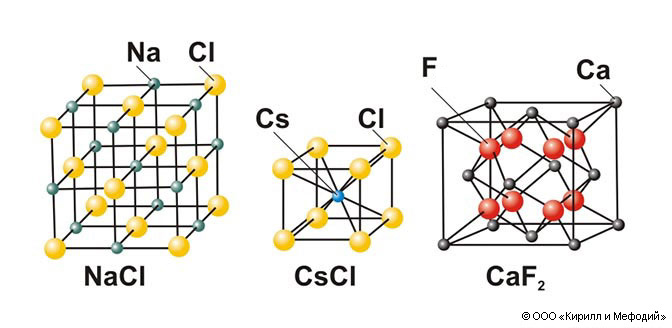 Na Cl
F
Ca
Cs Cl
NaCl
CsCl
CaF₂
© ООО «Кирилл и Мефодий»